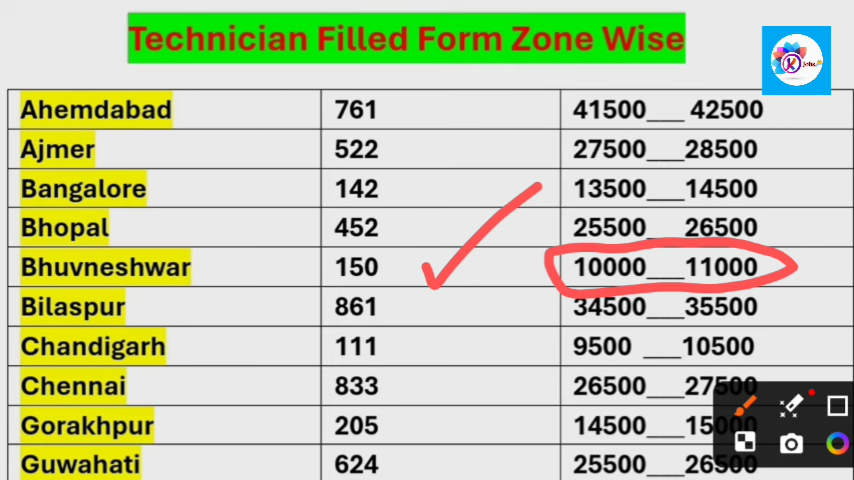 Technician Filled Form Zone Wise
K jobs
Ahemdabad 761 41500___ 42500
Ajmer 522 27500___28500
Bangalore 142 13500___14500
Bhopal 452 25500___26500
Bhuvneshwar 150 10000___11000
Bilaspur 861 34500___35500
Chandigarh 111 9500 ___10500
Chennai 833 26500___27500
Gorakhpur 205 14500___15000
Guwahati 624 25500___26500